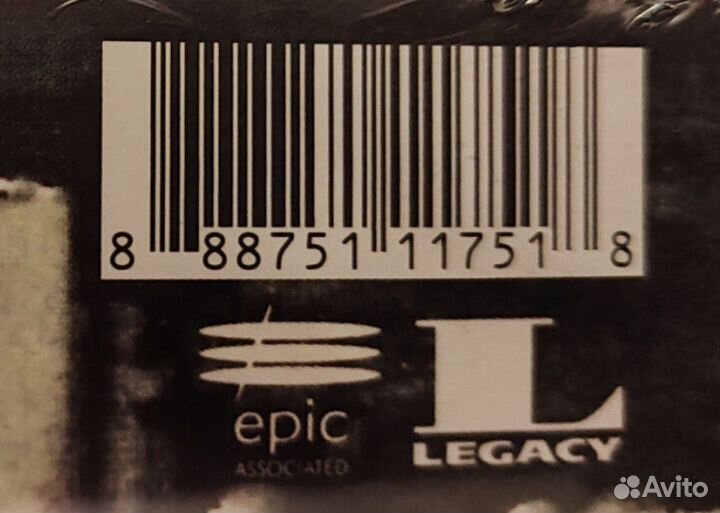 8 88751 11751 8
epic
ASSOCIATED
L
LEGACY
Avito